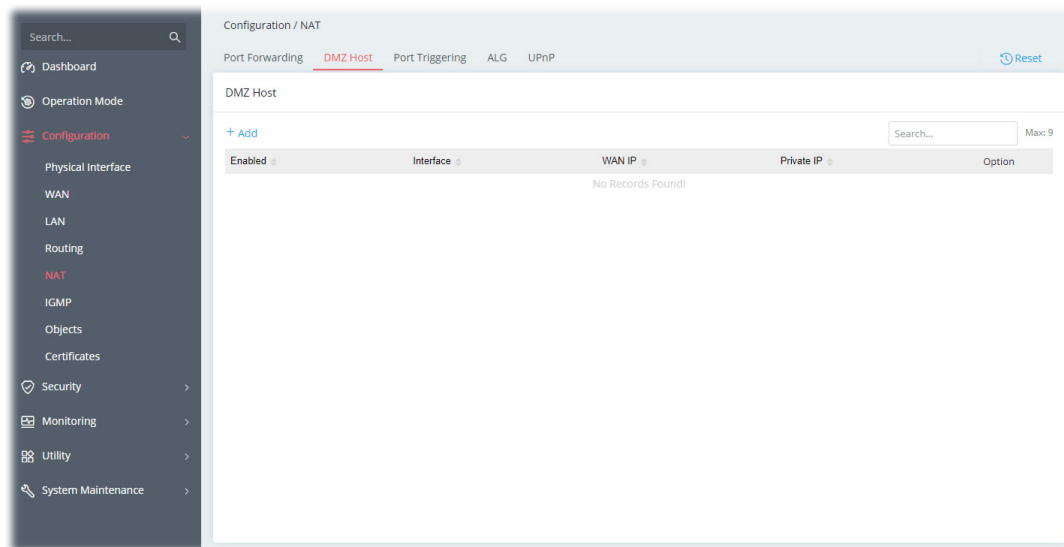 Search...
Dashboard
Operation Mode
Configuration
Physical Interface
WAN
LAN
Routing
NAT
IGMP
Objects
Certificates
Security
Monitoring
Utility
System Maintenance
Configuration / NAT
Port Forwarding DMZ Host Port Triggering ALG UPnP Reset
DMZ Host
+ Add Search... Max: 9
Enabled Interface WAN IP Private IP Option
No Records Found!